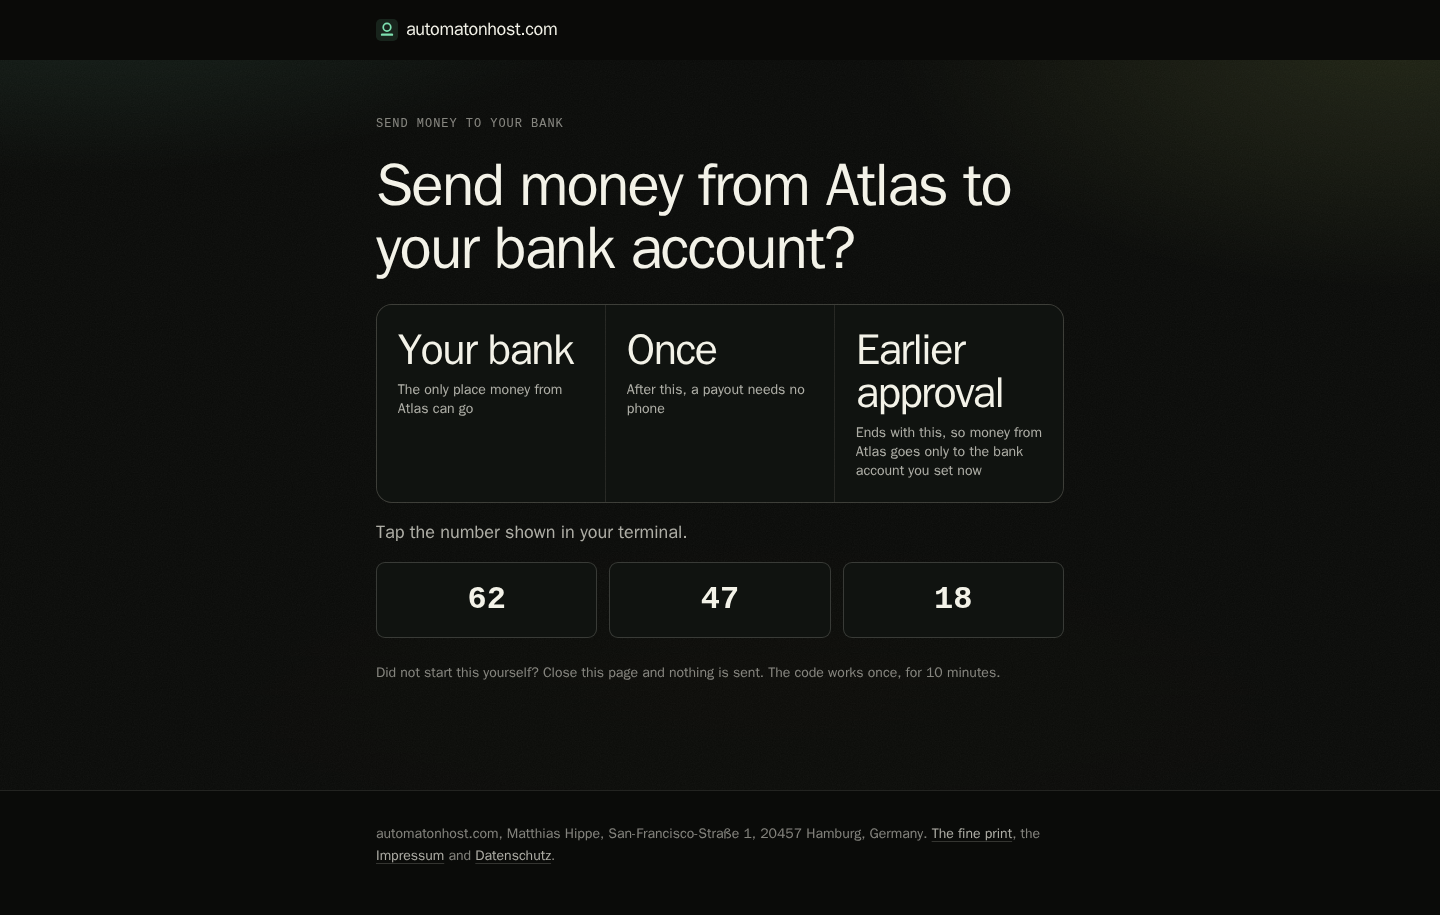 automatonhost.com
SEND MONEY TO YOUR BANK
Send money from Atlas to
your bank account?
Your bank
The only place money from
Atlas can go
Once
After this, a payout needs no
phone
Earlier
approval
Ends with this, so money from
Atlas goes only to the bank
account you set now
Tap the number shown in your terminal.
62
47
18
Did not start this yourself? Close this page and nothing is sent. The code works once, for 10 minutes.
automatonhost.com, Matthias Hippe, San-Francisco-Straße 1, 20457 Hamburg, Germany. The fine print, the
Impressum and Datenschutz.